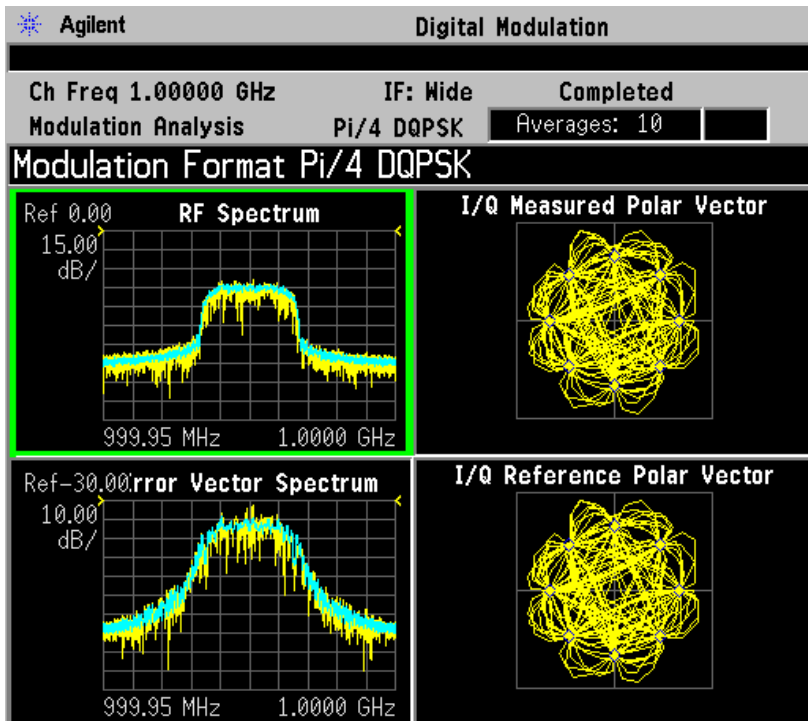 Agilent
Digital Modulation
Ch Freq 1.00000 GHz
IF: Wide
Completed
Modulation Analysis
Pi/4 DQPSK
Averages: 10
Modulation Format Pi/4 DQPSK
Ref 0.00
RF Spectrum
15.00
dB/
999.95 MHz
1.0000 GHz
I/Q Measured Polar Vector
Ref-30.00
rror Vector Spectrum
10.00
dB/
999.95 MHz
1.0000 GHz
I/Q Reference Polar Vector